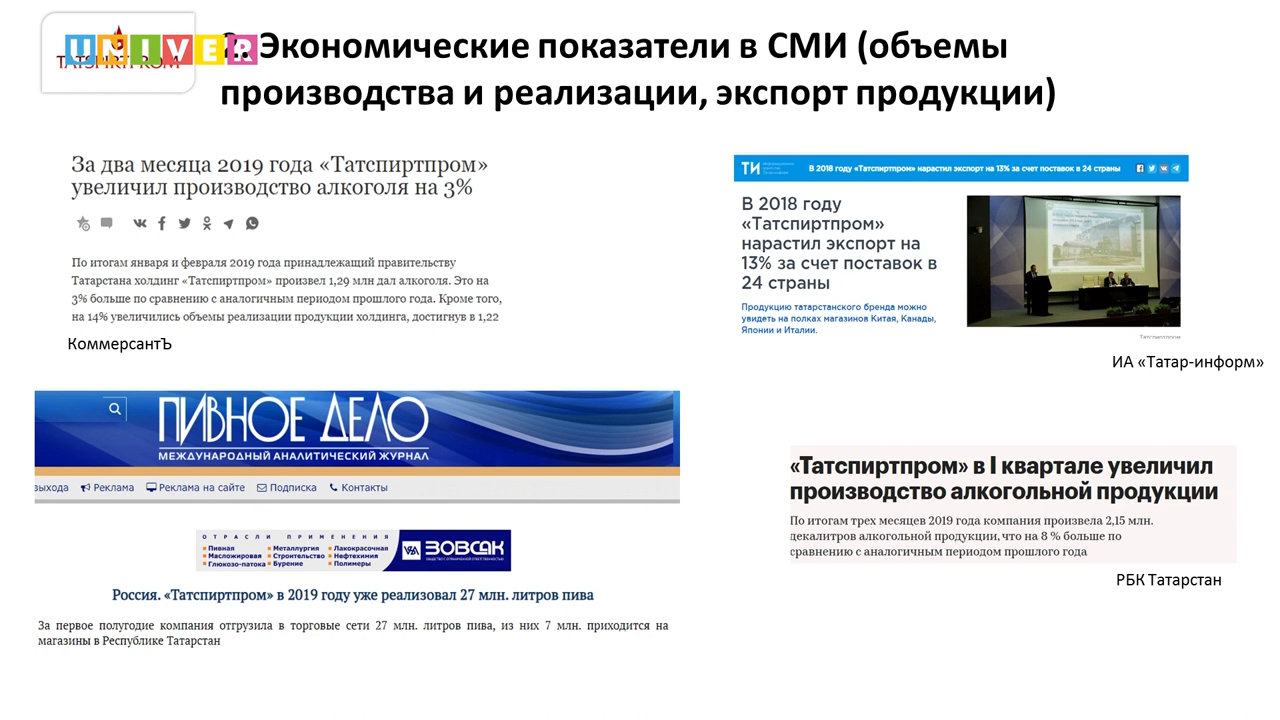 UNIVER
TATSPIRTPROM
2. Экономические показатели в СМИ (объемы
производства и реализации, экспорт продукции)
За два месяца 2019 года «Татспиртпром»
увеличил производство алкоголя на 3%
По итогам января и февраля 2019 года принадлежащий правительству
Татарстана холдинг «Татспиртпром» произвел 1,29 млн дал алкоголя. Это на
3% больше по сравнению с аналогичным периодом прошлого года. Кроме того,
на 14% увеличились объемы реализации продукции холдинга, достигнув в 1,22
КоммерсантЪ
ТИ
В 2018 году «Татспиртпром» нарастил экспорт на 13% за счет поставок в 24 страны
В 2018 году
«Татспиртпром»
нарастил экспорт на
13% за счет поставок в
24 страны
Продукцию татарстанского бренда можно
увидеть на полках магазинов Китая, Канады,
Японии и Италии.
Татспиртпром
ИА «Татар-информ»
ПИВНОЕ ДЕЛО
МЕЖДУНАРОДНЫЙ АНАЛИТИЧЕСКИЙ ЖУРНАЛ
выхода Реклама Реклама на сайте Подписка Контакты
ОТРАСЛИ ПРИМЕНЕНИЯ
Пивная Металлургия Лакокрасочная
Масложировая Строительство Нефтехимия
Глюкозо-патока Бурение Полимеры
ЗОВСАК
Россия. «Татспиртпром» в 2019 году уже реализовал 27 млн. литров пива
За первое полугодие компания отгрузила в торговые сети 27 млн. литров пива, из них 7 млн. приходится на
магазины в Республике Татарстан
«Татспиртпром» в I квартале увеличил
производство алкогольной продукции
По итогам трех месяцев 2019 года компания произвела 2,15 млн.
декалитров алкогольной продукции, что на 8 % больше по
сравнению с аналогичным периодом прошлого года
РБК Татарстан